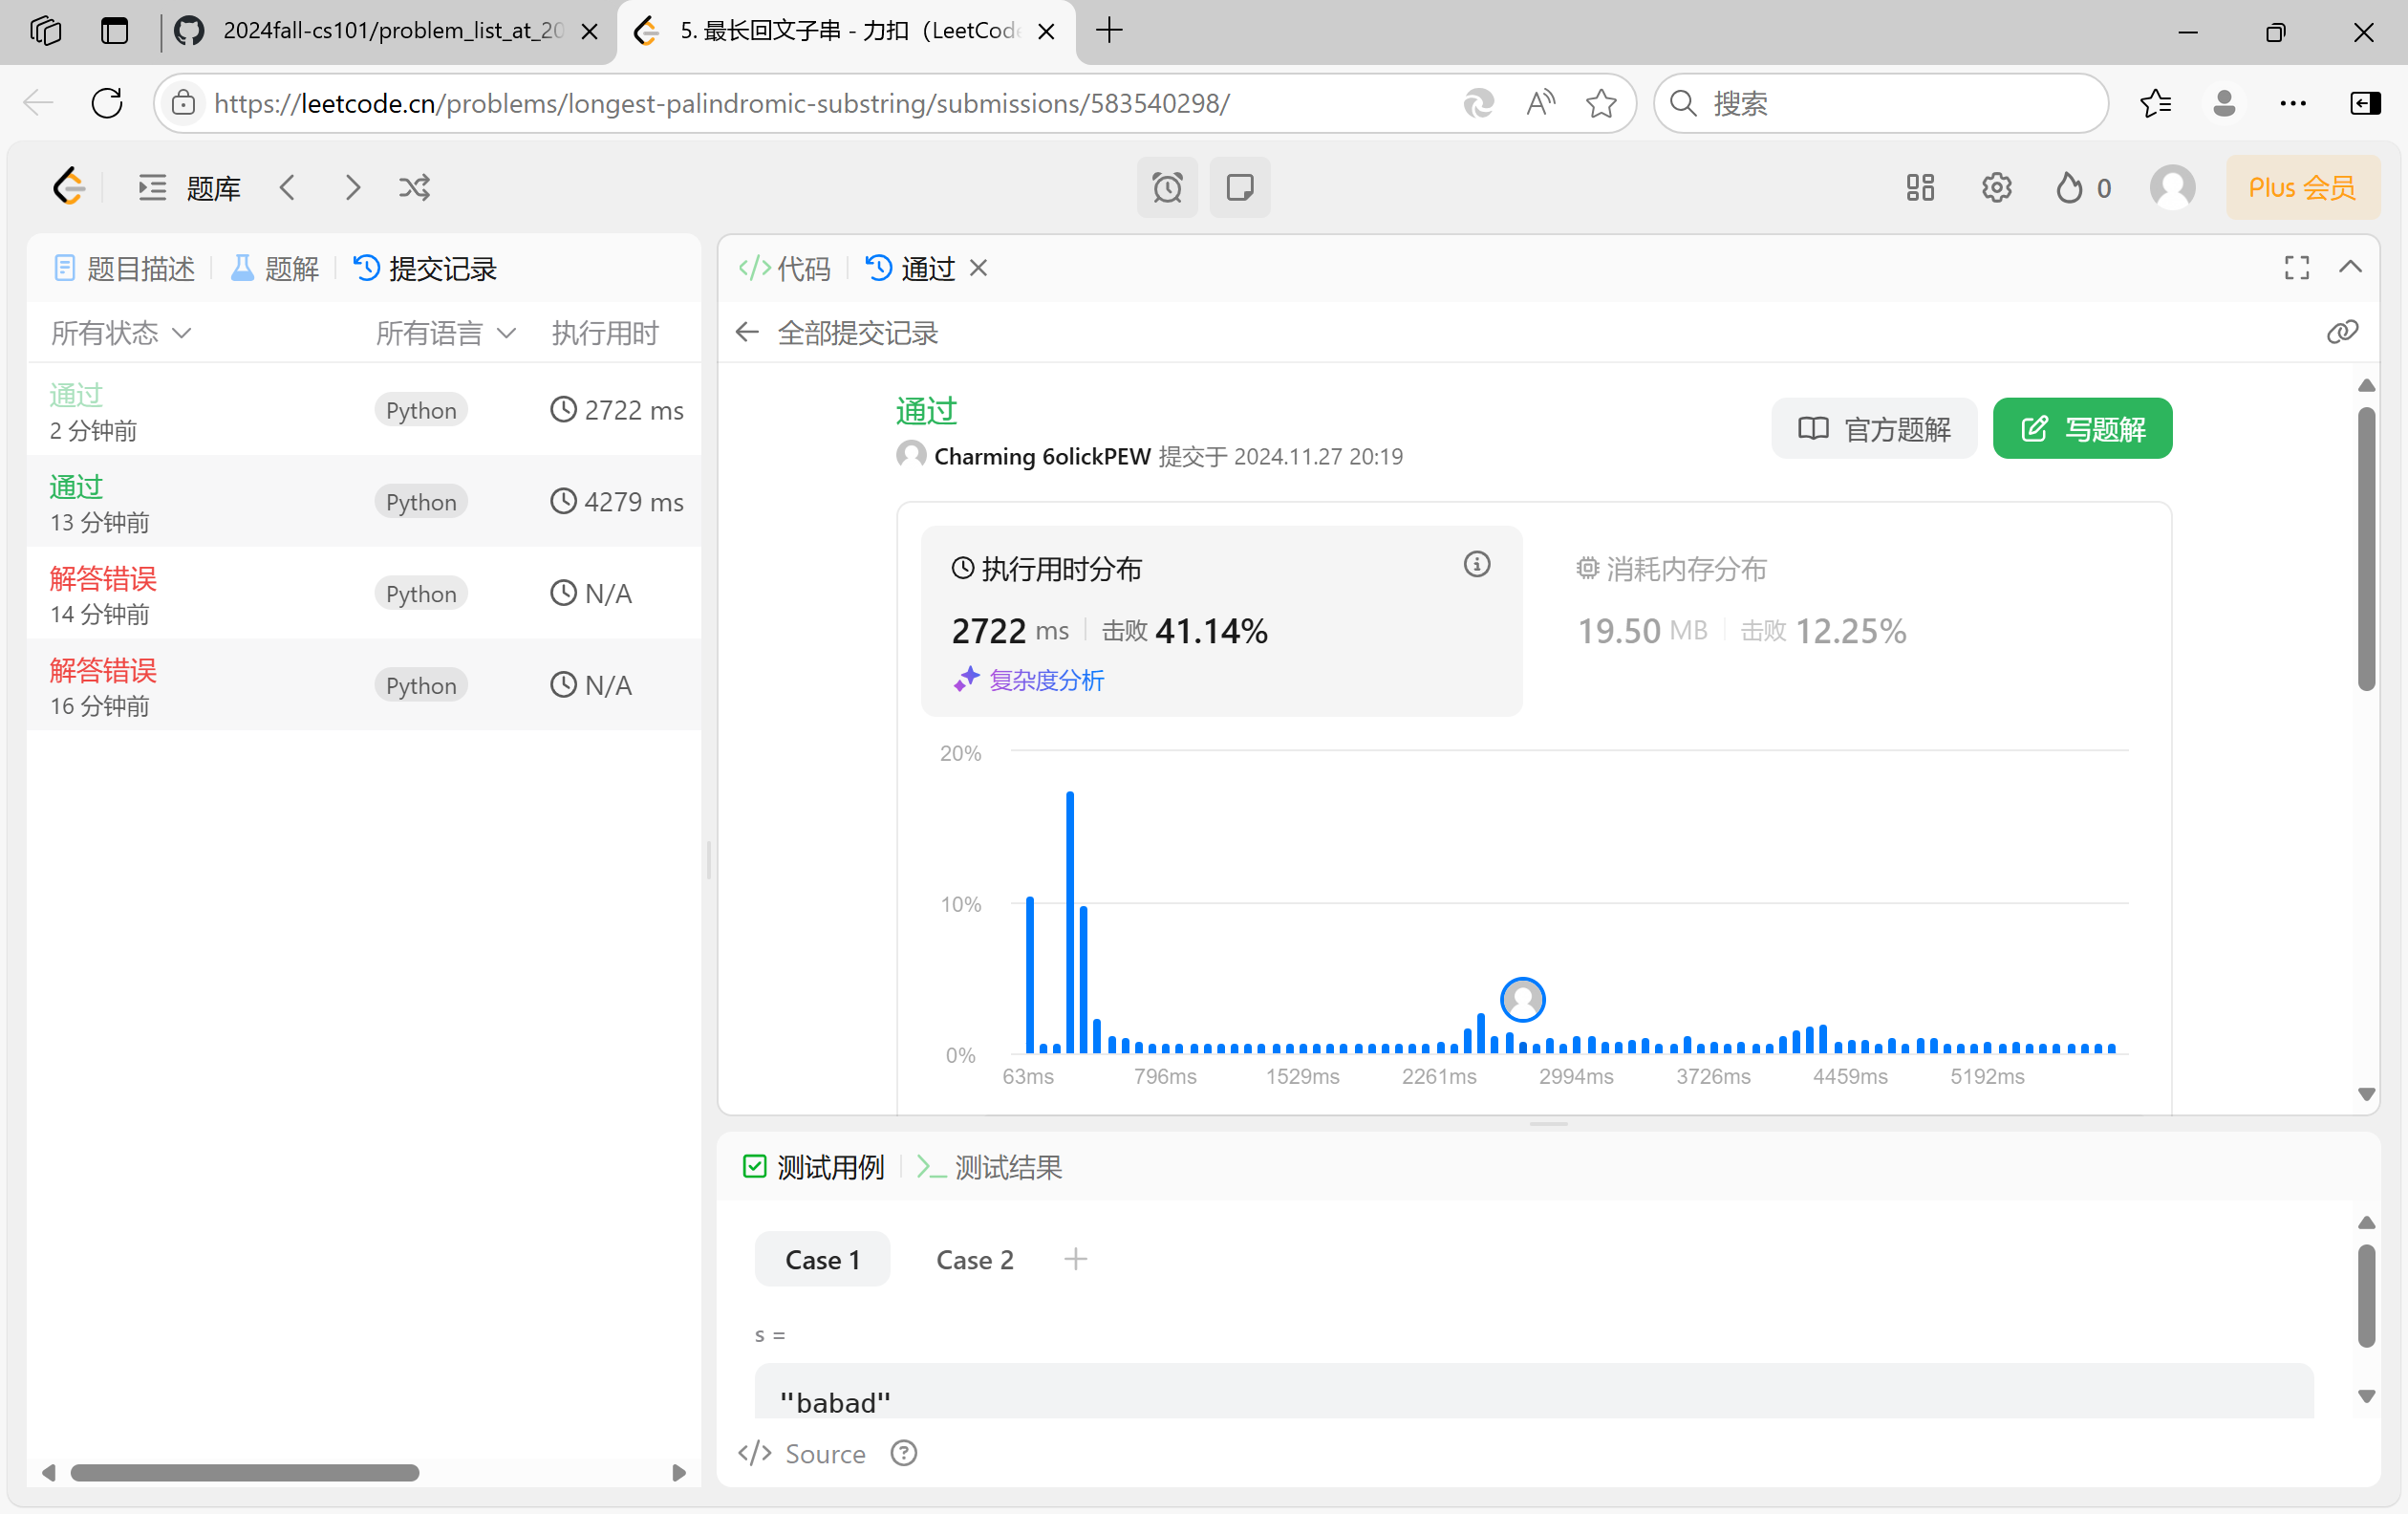 2024fall-cs101/problem_list_at_20
5. 最长回文子串 - 力扣（LeetCode
https://leetcode.cn/problems/longest-palindromic-substring/submissions/583540298/
搜索
题库
0
Plus 会员
题目描述
题解
提交记录
所有状态
所有语言
执行用时
通过
2 分钟前
Python
2722 ms
通过
13 分钟前
Python
4279 ms
解答错误
14 分钟前
Python
N/A
解答错误
16 分钟前
Python
N/A
</> 代码
通过
全部提交记录
通过
Charming 6olickPEW 提交于 2024.11.27 20:19
官方题解
写题解
执行用时分布
2722 ms 击败 41.14%
复杂度分析
消耗内存分布
19.50 MB 击败 12.25%
20%
10%
0%
63ms
796ms
1529ms
2261ms
2994ms
3726ms
4459ms
5192ms
测试用例
>_ 测试结果
Case 1
Case 2
s =
"babad"
</> Source